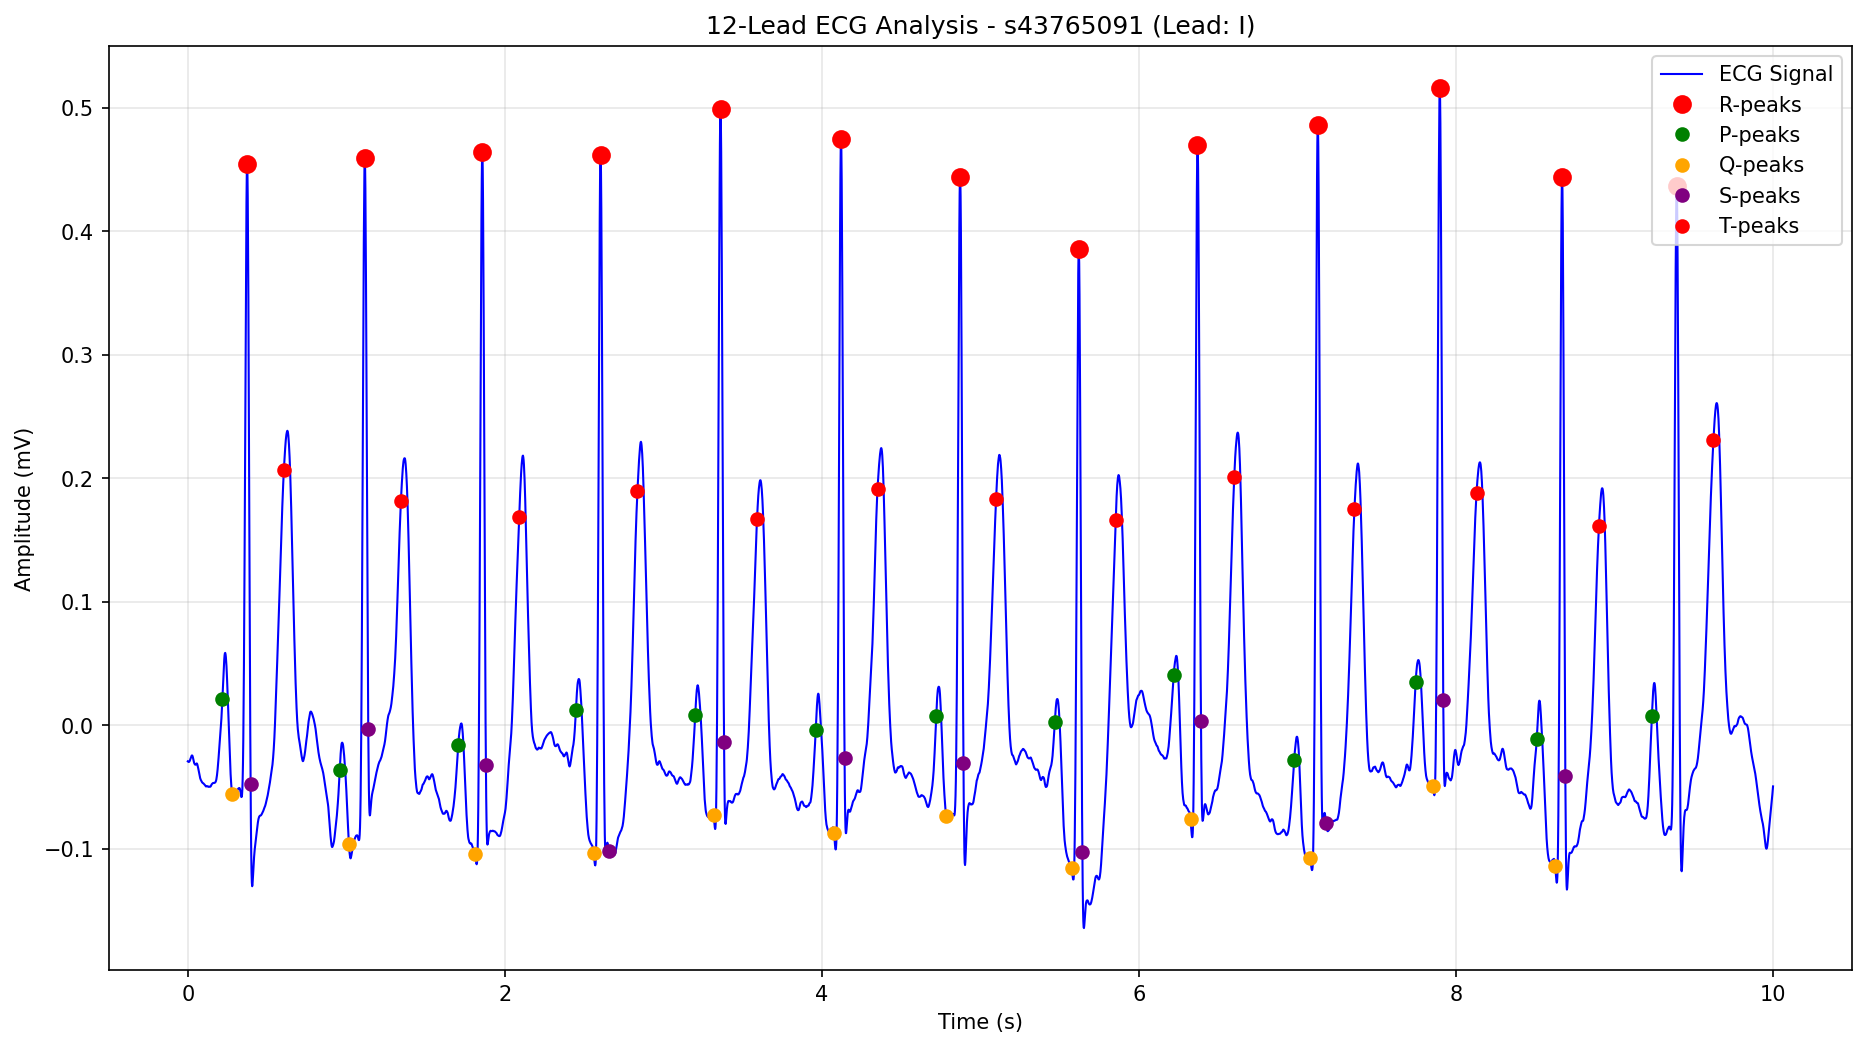 12-Lead ECG Analysis - s43765091 (Lead: I)
ECG Signal
R-peaks
P-peaks
Q-peaks
S-peaks
T-peaks
Amplitude (mV)
0.5
0.4
0.3
0.2
0.1
0.0
−0.1
0 2 4 6 8 10
Time (s)